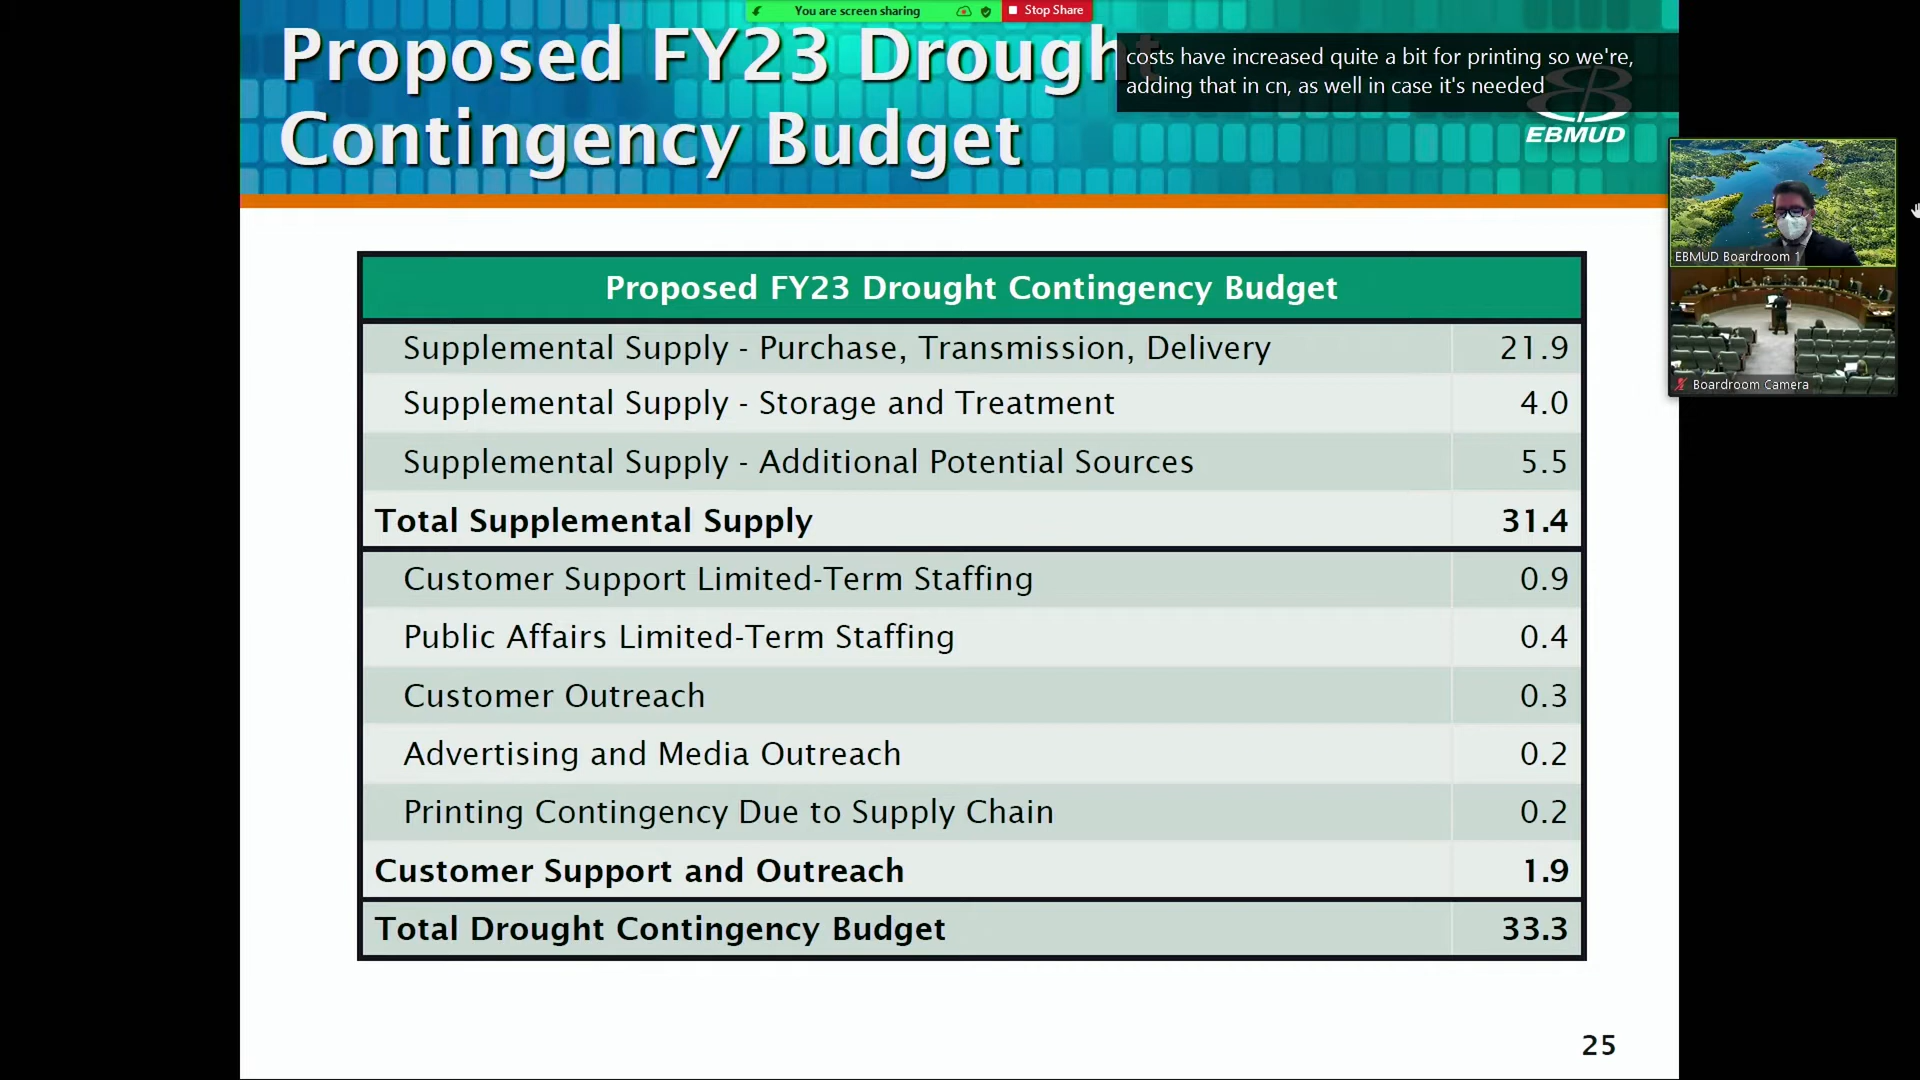 You are screen sharing
Stop Share
Proposed FY23 Drought
Contingency Budget
costs have increased quite a bit for printing so we're,
adding that in cn, as well in case it's needed
EBMUD
EBMUD Boardroom 1
Boardroom Camera
Proposed FY23 Drought Contingency Budget
Supplemental Supply - Purchase, Transmission, Delivery 21.9
Supplemental Supply - Storage and Treatment 4.0
Supplemental Supply - Additional Potential Sources 5.5
Total Supplemental Supply 31.4
Customer Support Limited-Term Staffing 0.9
Public Affairs Limited-Term Staffing 0.4
Customer Outreach 0.3
Advertising and Media Outreach 0.2
Printing Contingency Due to Supply Chain 0.2
Customer Support and Outreach 1.9
Total Drought Contingency Budget 33.3
25